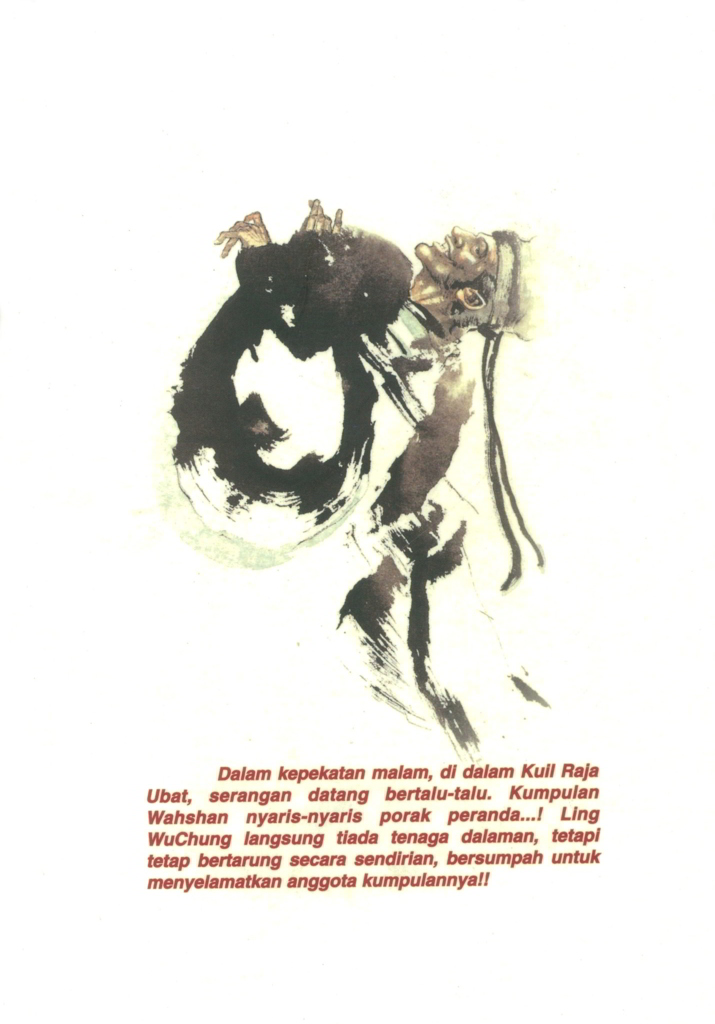 Dalam kepekatan malam, di dalam Kuil Raja
Ubat, serangan datang bertalu-talu. Kumpulan
Wahshan nyaris-nyaris porak peranda...! Ling
WuChung langsung tiada tenaga dalaman, tetapi
tetap bertarung secara sendirian, bersumpah untuk
menyelamatkan anggota kumpulannya!!